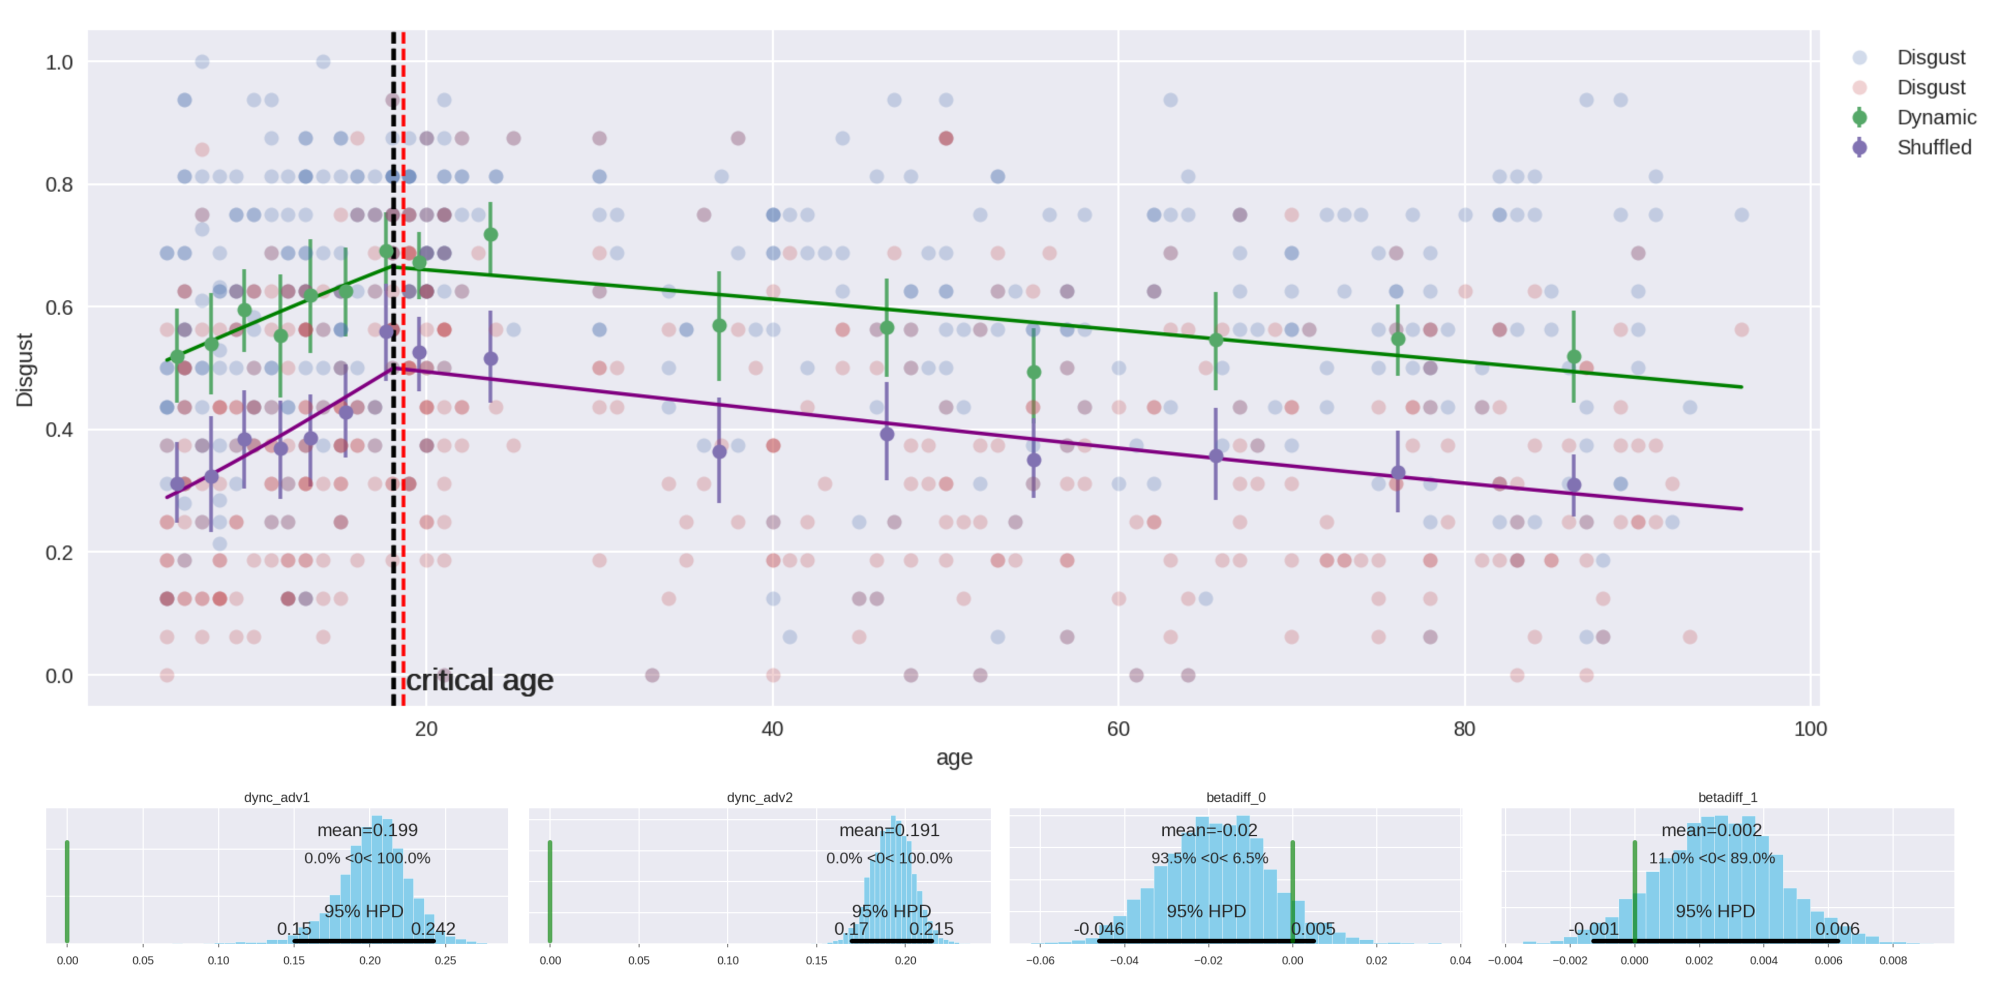 1.0
0.8
0.6
0.4
0.2
0.0
Disgust
critical age
20
40
60
80
100
age
Disgust
Disgust
Dynamic
Shuffled
dync_adv1
mean=0.199
0.0% <0< 100.0%
95% HPD
0.15 0.242
0.00 0.05 0.10 0.15 0.20 0.25
dync_adv2
mean=0.191
0.0% <0< 100.0%
95% HPD
0.17 0.215
0.00 0.05 0.10 0.15 0.20
betadiff_0
mean=-0.02
93.5% <0< 6.5%
95% HPD
-0.046 0.005
−0.06 −0.04 −0.02 0.00 0.02 0.04
betadiff_1
mean=0.002
11.0% <0< 89.0%
95% HPD
-0.001 0.006
−0.004 −0.002 0.000 0.002 0.004 0.006 0.008